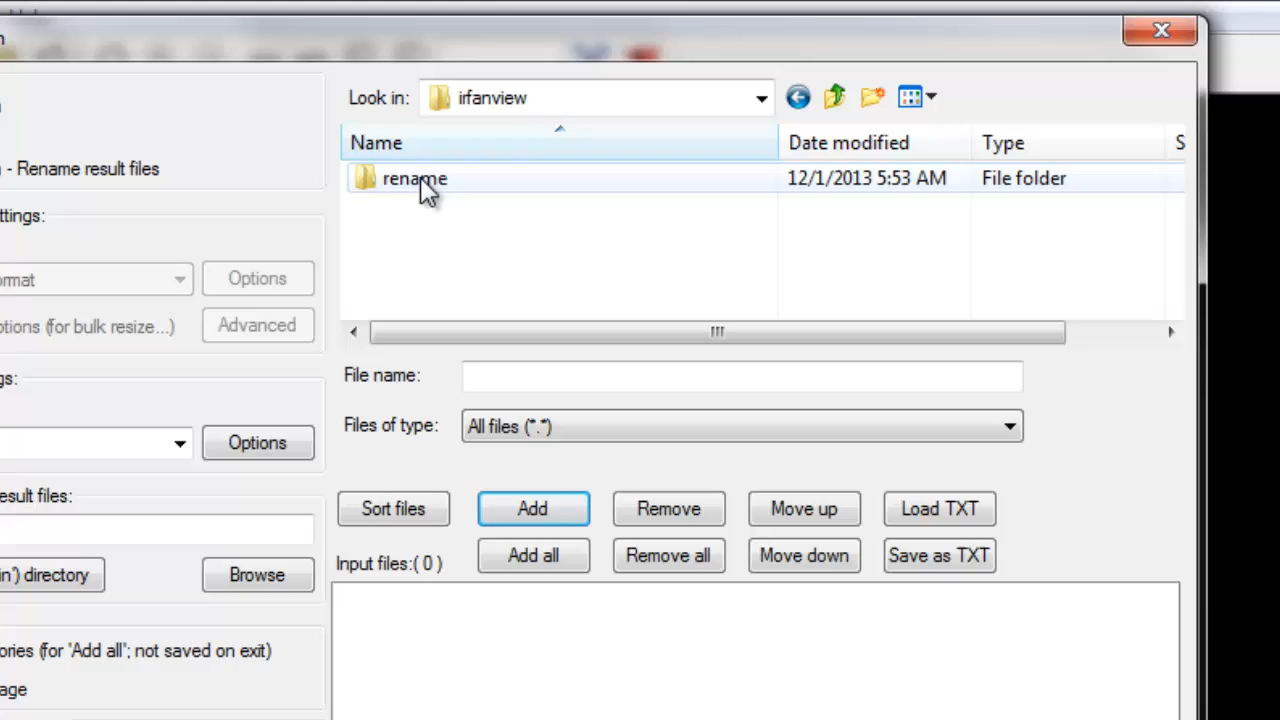 Look in: irfanview
Name Date modified Type S
rename 12/1/2013 5:53 AM File folder
- Rename result files
ttings:
ormat Options
otions (for bulk resize...) Advanced
File name:
Files of type: All files (*.*)
gs:
Options
esult files:
Sort files Add Remove Move up Load TXT
Input files:( 0 ) Add all Remove all Move down Save as TXT
in') directory Browse
ories (for 'Add all'; not saved on exit)
age